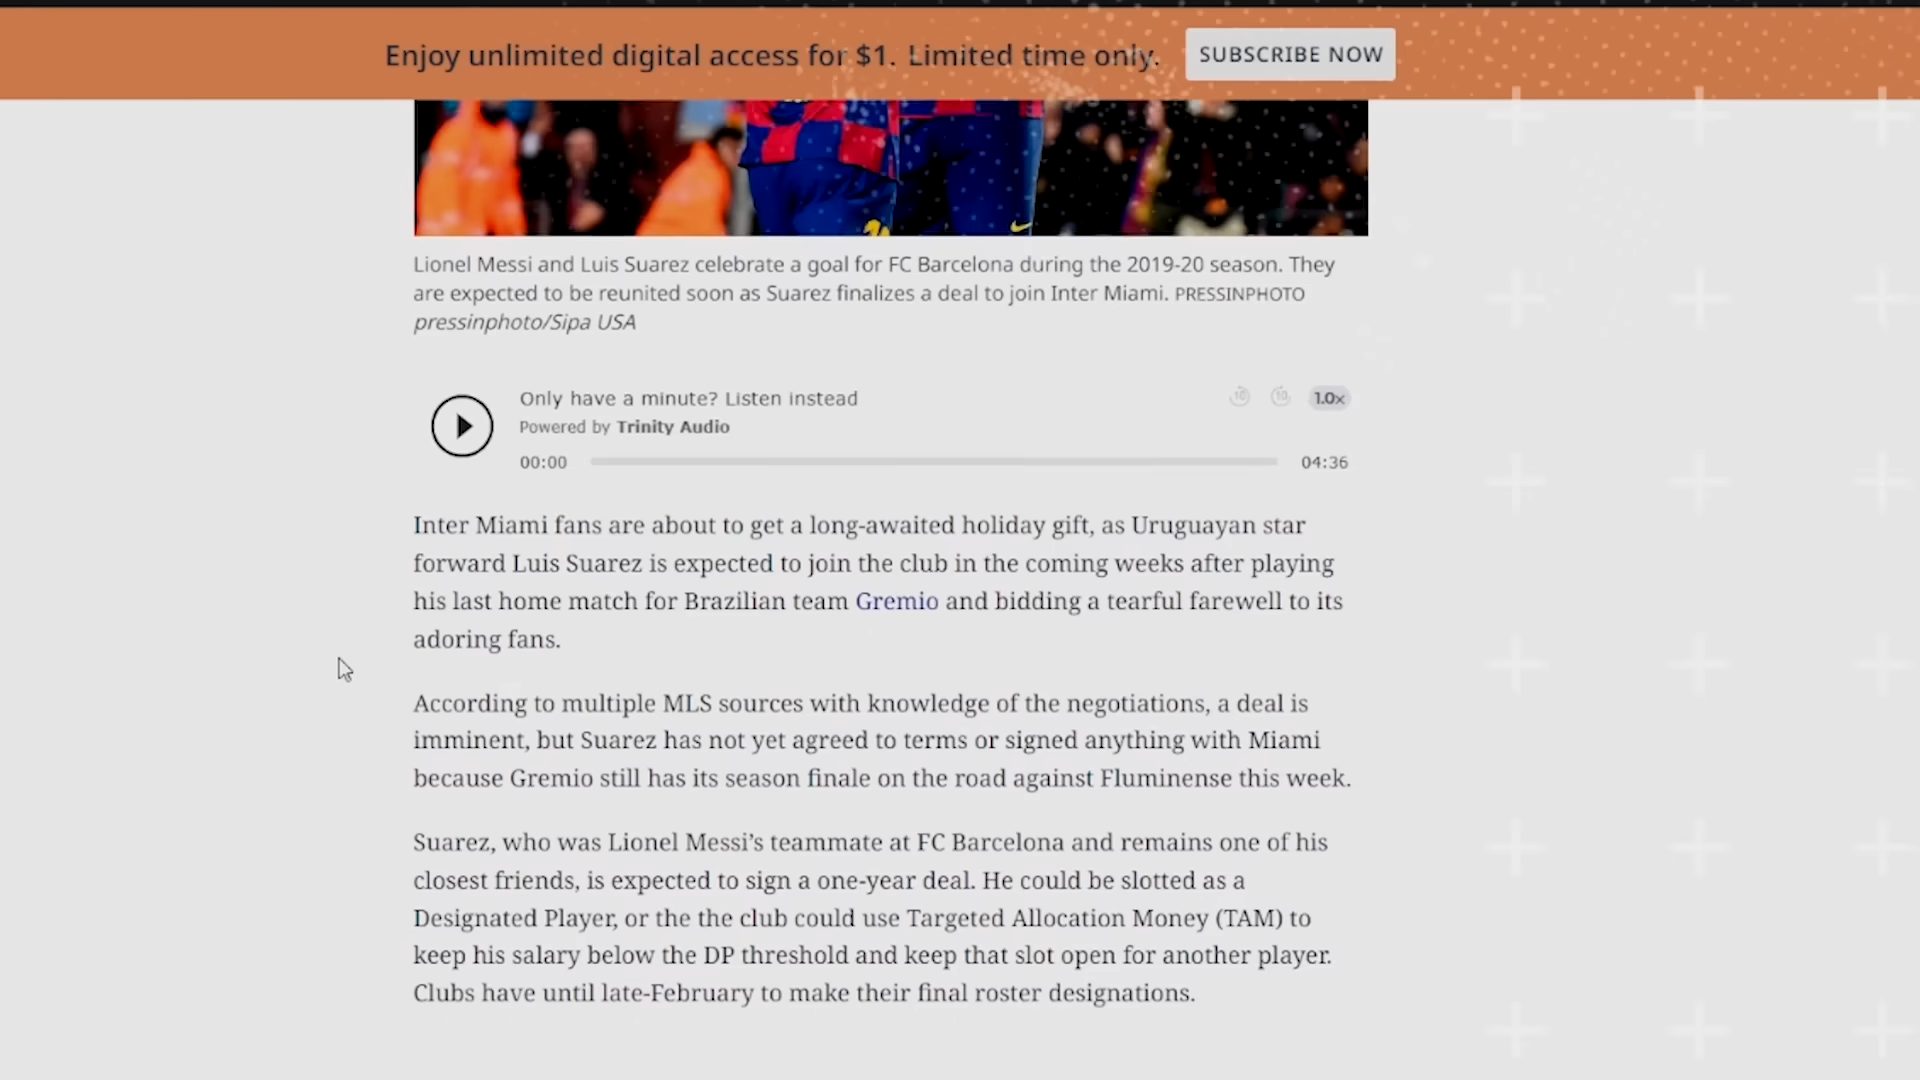 Enjoy unlimited digital access for $1. Limited time only.
SUBSCRIBE NOW
Lionel Messi and Luis Suarez celebrate a goal for FC Barcelona during the 2019-20 season. They
are expected to be reunited soon as Suarez finalizes a deal to join Inter Miami. PRESSINPHOTO
pressinphoto/Sipa USA
Only have a minute? Listen instead
Powered by Trinity Audio
10
10
1.0x
00:00
04:36
Inter Miami fans are about to get a long-awaited holiday gift, as Uruguayan star
forward Luis Suarez is expected to join the club in the coming weeks after playing
his last home match for Brazilian team Gremio and bidding a tearful farewell to its
adoring fans.
According to multiple MLS sources with knowledge of the negotiations, a deal is
imminent, but Suarez has not yet agreed to terms or signed anything with Miami
because Gremio still has its season finale on the road against Fluminense this week.
Suarez, who was Lionel Messi’s teammate at FC Barcelona and remains one of his
closest friends, is expected to sign a one-year deal. He could be slotted as a
Designated Player, or the the club could use Targeted Allocation Money (TAM) to
keep his salary below the DP threshold and keep that slot open for another player.
Clubs have until late-February to make their final roster designations.